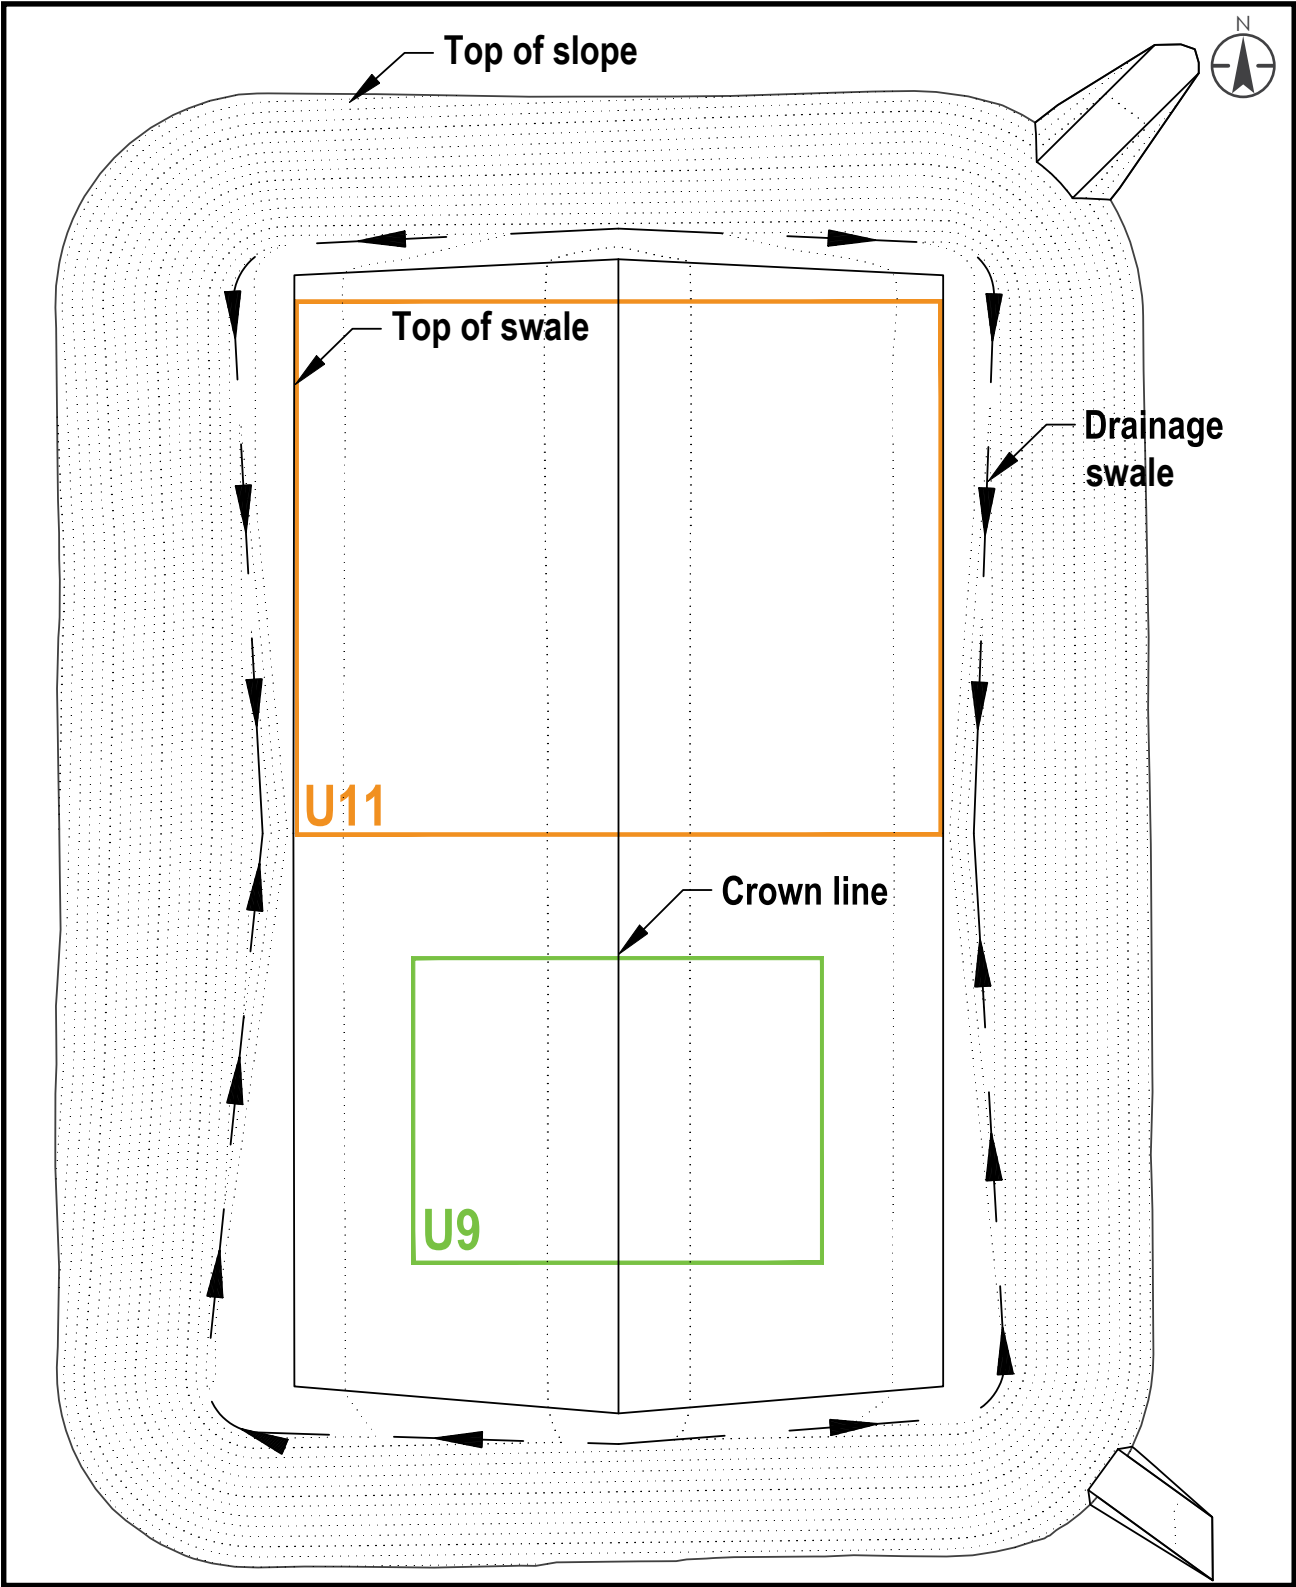 N
Top of slope
Top of swale
Drainage
swale
U11
Crown line
U9